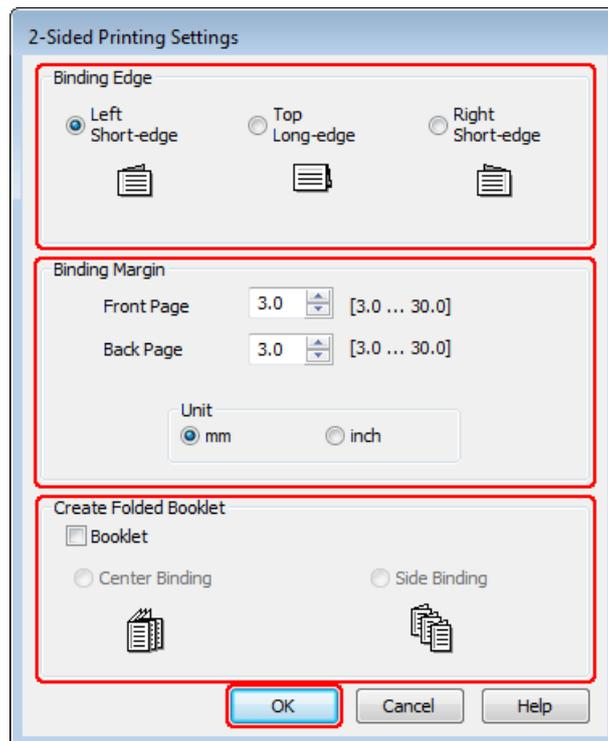 2-Sided Printing Settings
Binding Edge
Left Top Right
Short-edge Long-edge Short-edge
Binding Margin
Front Page 3.0 [3.0 ... 30.0]
Back Page 3.0 [3.0 ... 30.0]
Unit
mm inch
Create Folded Booklet
Booklet
Center Binding Side Binding
OK Cancel Help